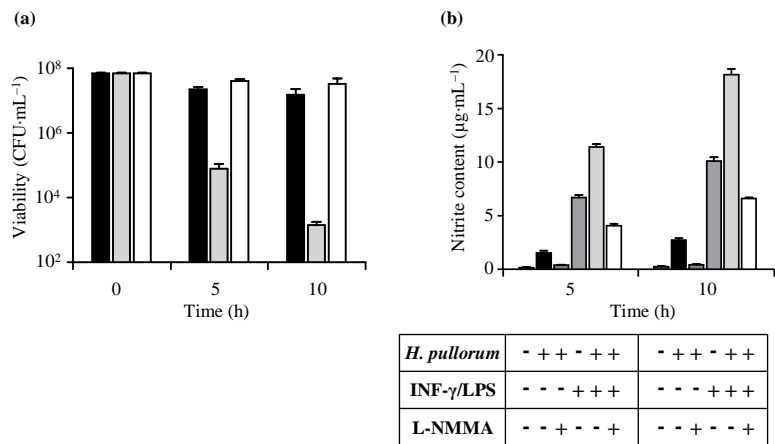 (a)
10⁸
10⁶
10⁴
10²
Viability (CFU·mL⁻¹)
0 5 10
Time (h)
(b)
20
15
10
5
0
Nitrite content (µg·mL⁻¹)
5 10
Time (h)
H. pullorum - + + - + + - + + - + +
INF-γ/LPS - - - + + + - - - + + +
L-NMMA - - + - + - - + - +